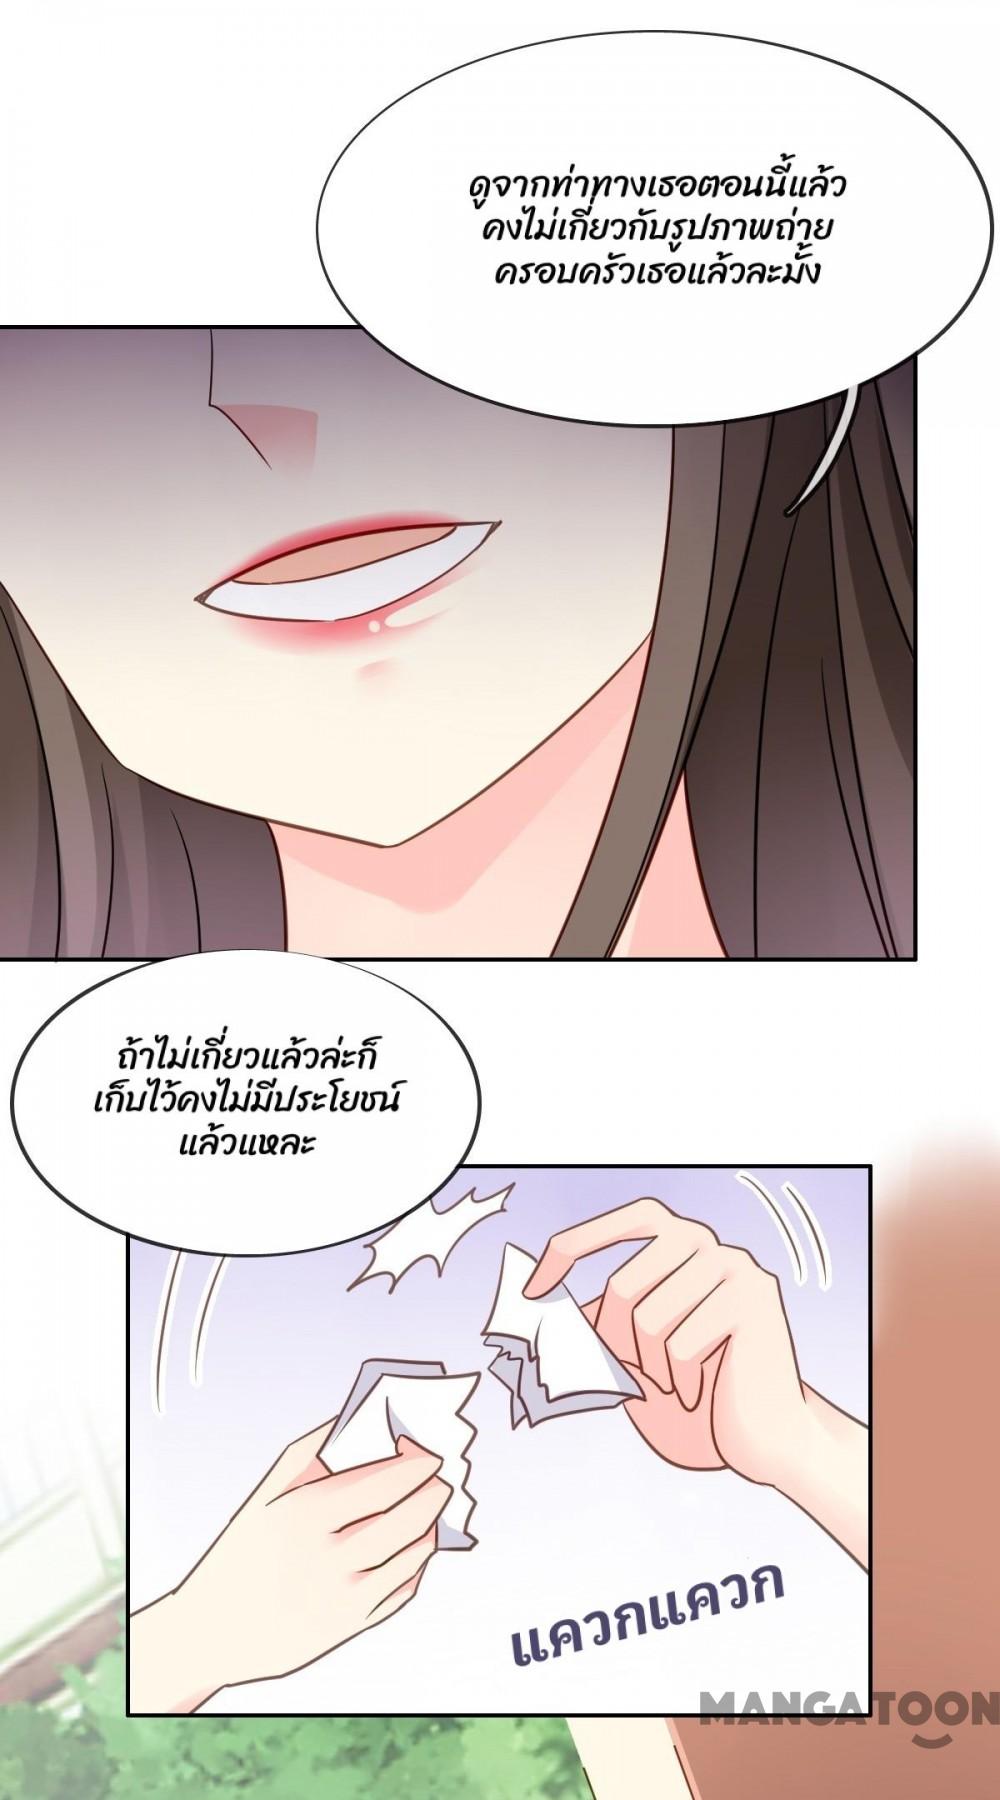 ดูจากท่าทางเธอตอนนี้แล้ว
คงไม่เกี่ยวกับรูปภาพถ่าย
ครอบครัวเธอแล้วละมั้ง
ถ้าไม่เกี่ยวแล้วล่ะก็
เก็บไว้คงไม่มีประโยชน์
แล้วแหละ
แควกแควก
MANGATOON